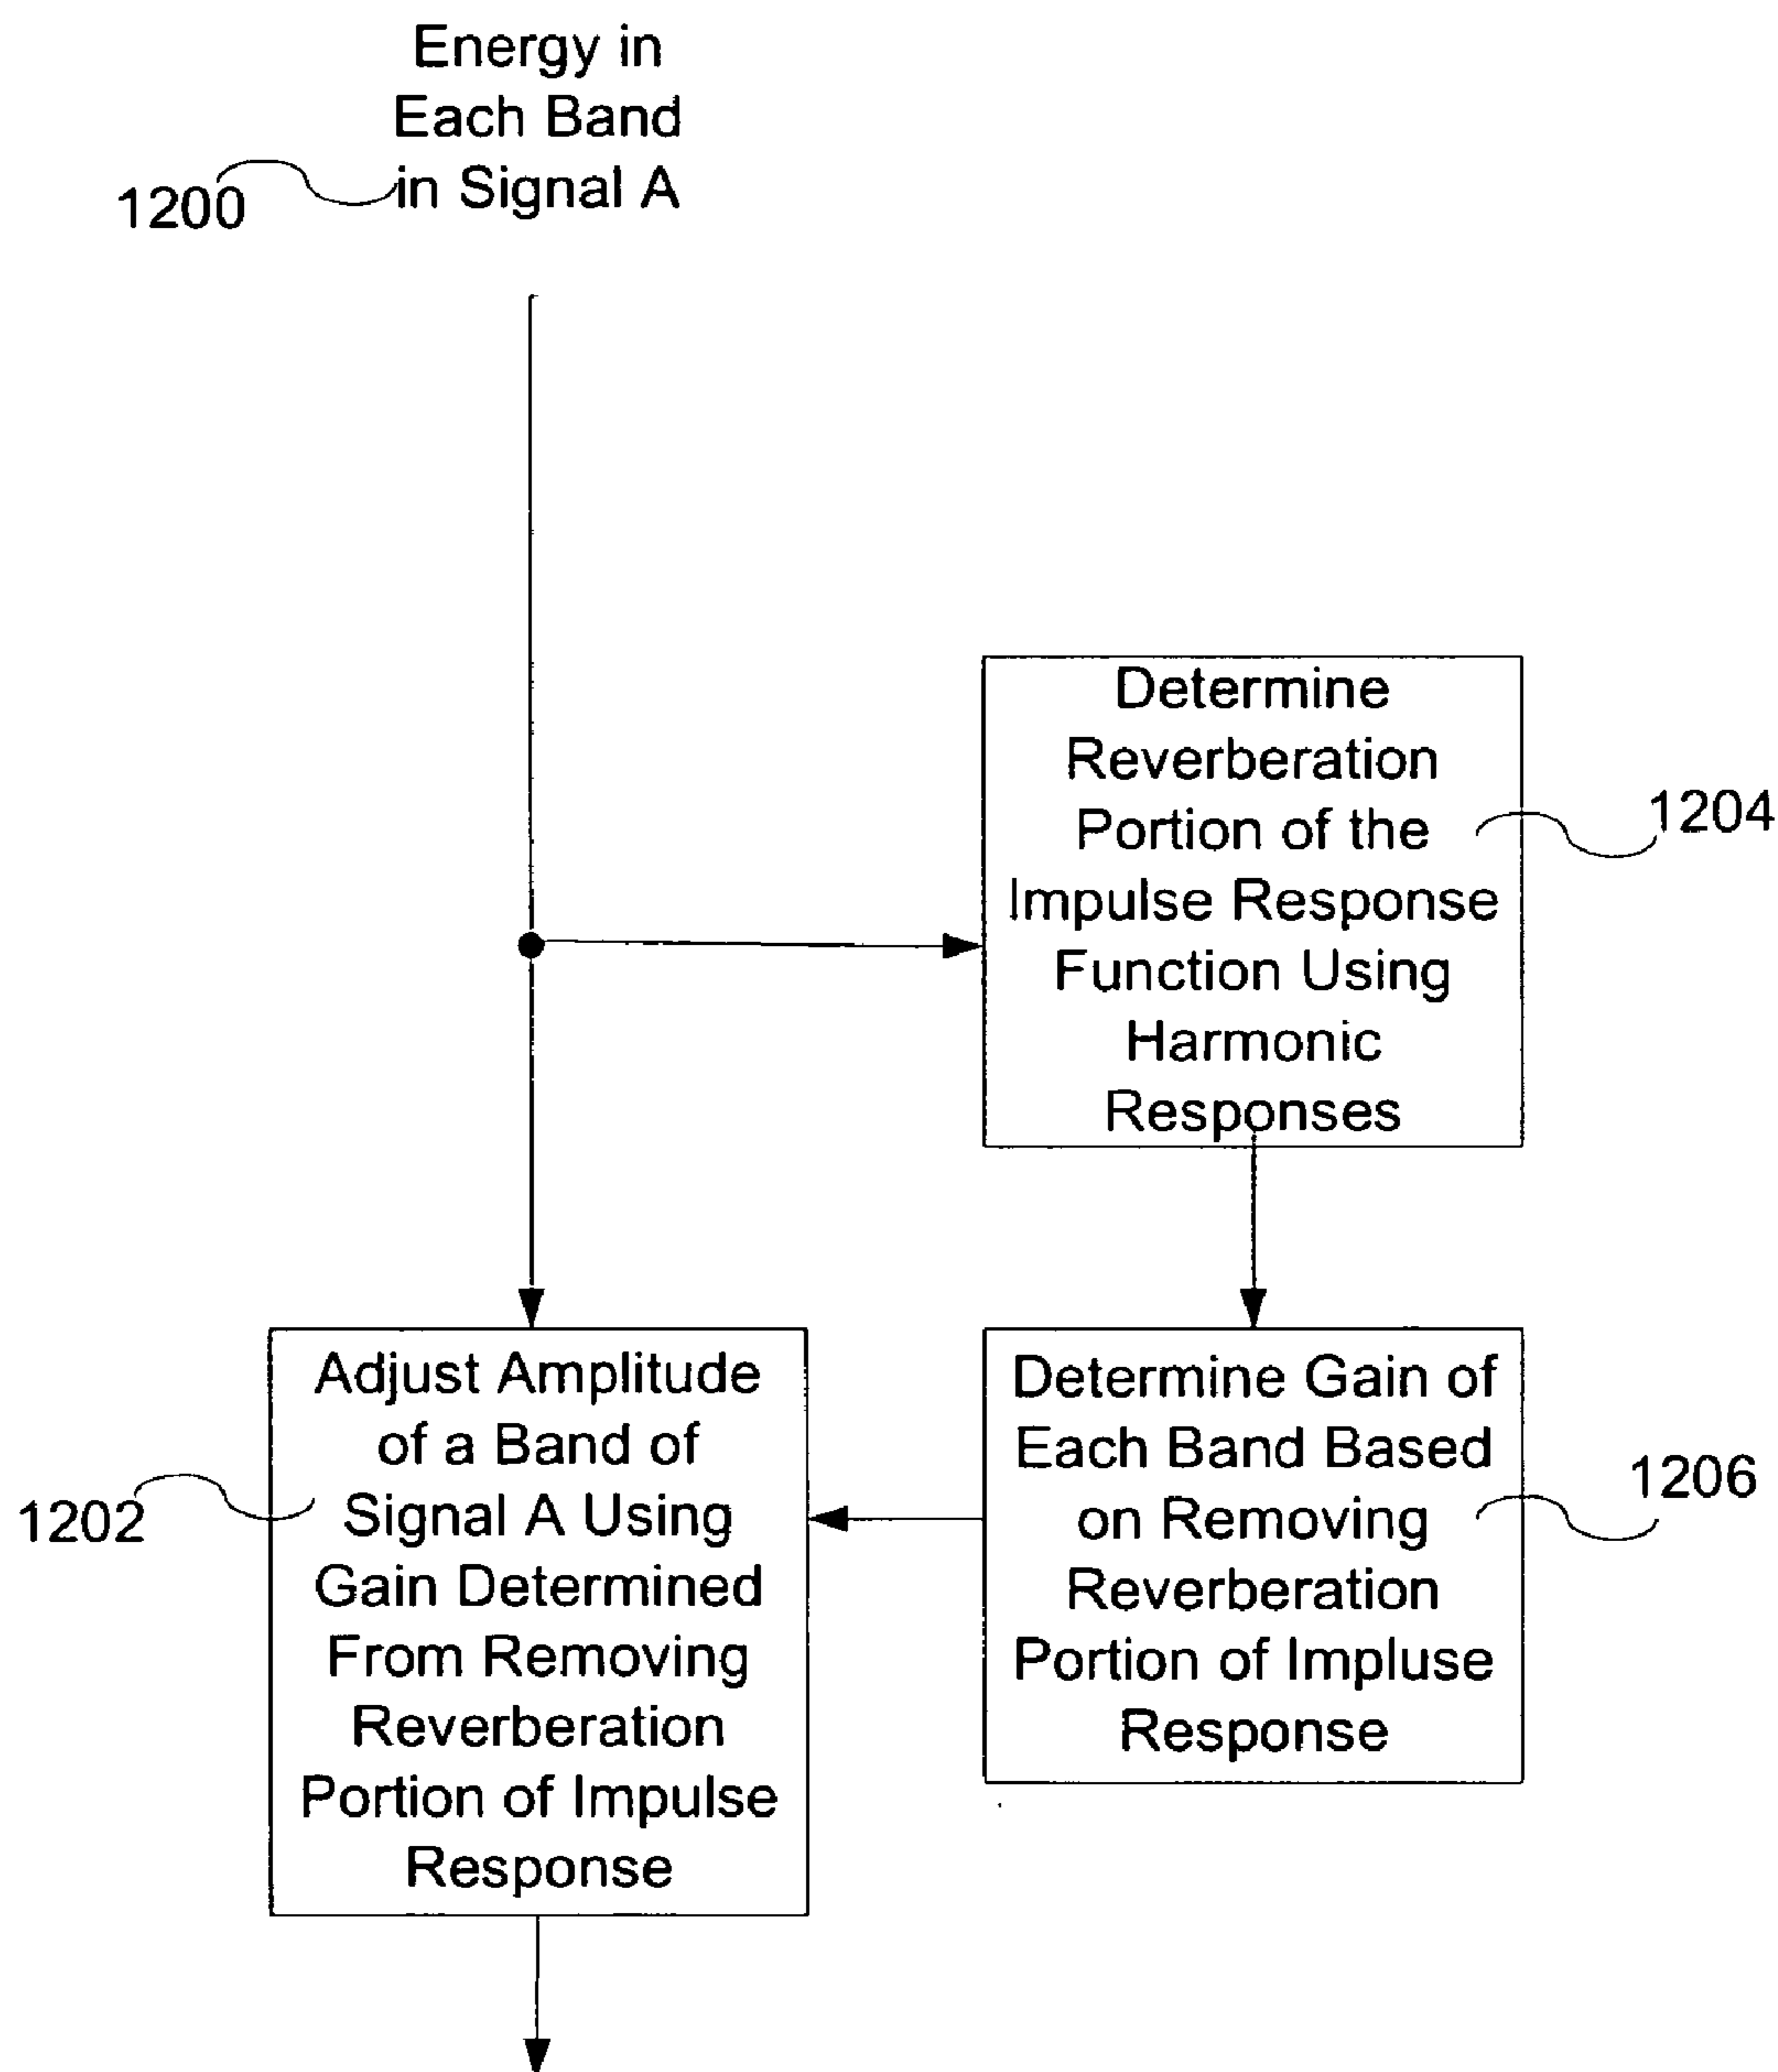 Energy in
Each Band
in Signal A
1200
Determine
Reverberation
Portion of the
Impulse Response
Function Using
Harmonic
Responses
1204
Adjust Amplitude
of a Band of
Signal A Using
Gain Determined
From Removing
Reverberation
Portion of Impulse
Response
1202
Determine Gain of
Each Band Based
on Removing
Reverberation
Portion of Impluse
Response
1206